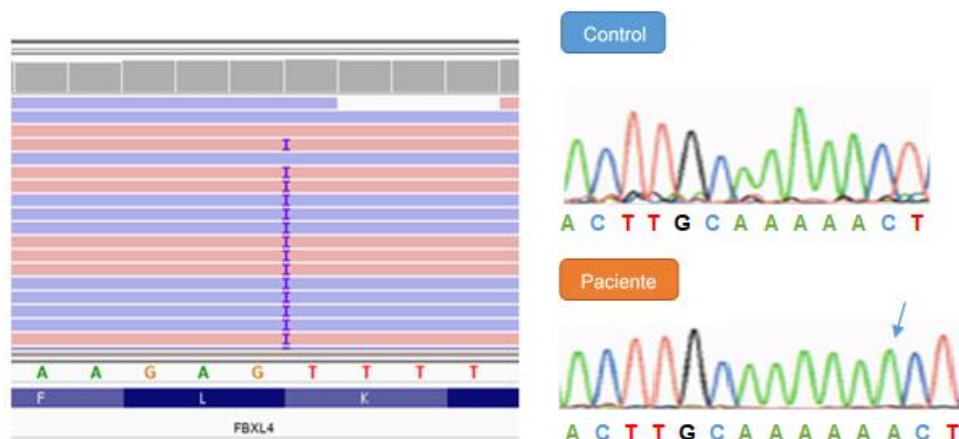 Control
A C T T G C A A A A A C T
Paciente
A C T T G C A A A A A A C T
A A G A G T T T T
F L K
FBXL4